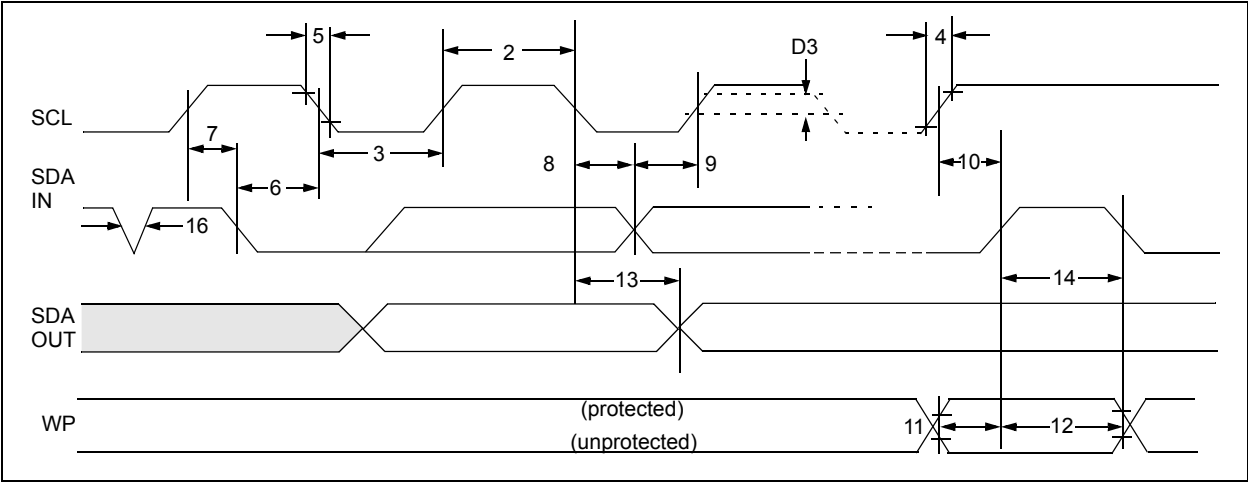 5
2
D3
4
SCL
7
3
8
9
10
SDA
IN
6
16
13
14
SDA
OUT
WP
(protected)
(unprotected)
11
12